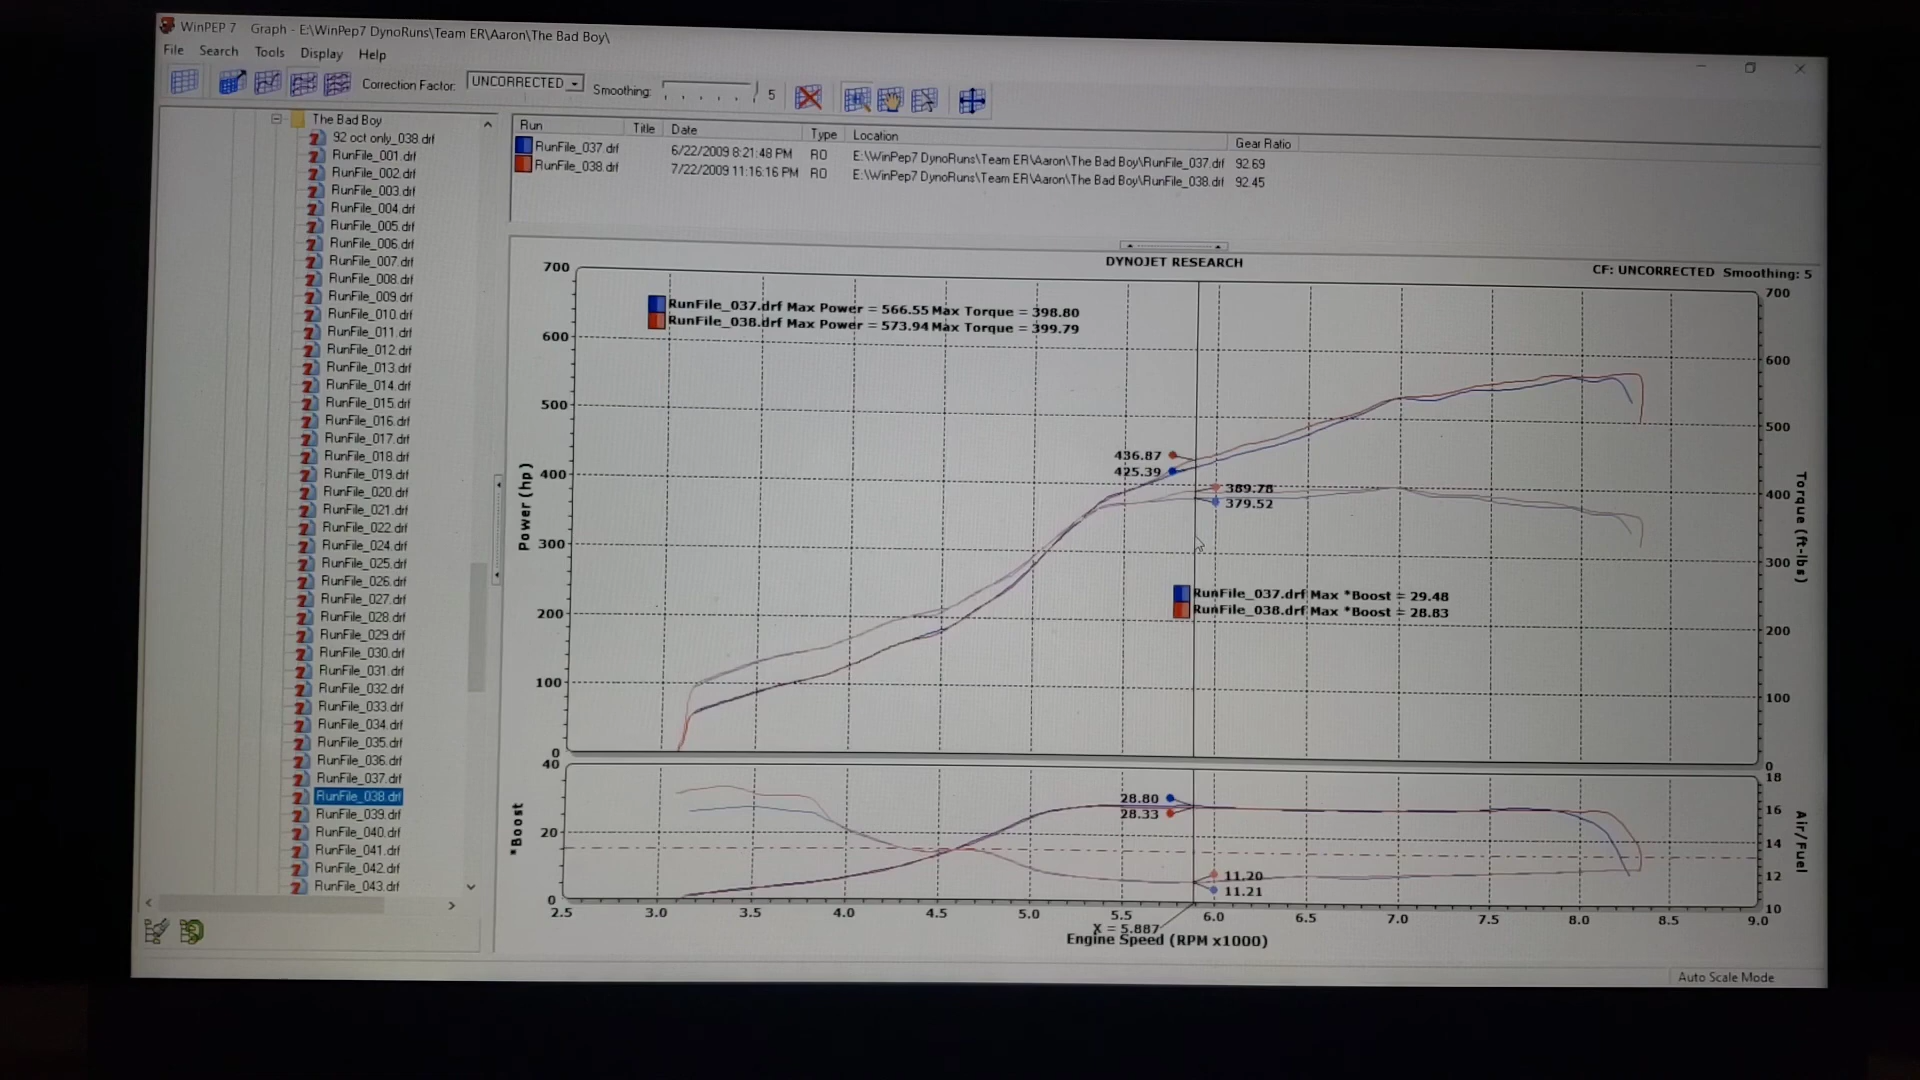 WinPEP 7 Graph - E:\WinPep7 DynoRuns\Team ER\Aaron\The Bad Boy\
File Search Tools Display Help
Correction Factor: UNCORRECTED Smoothing: 5
The Bad Boy
92 oct only_038.drf
RunFile_001.drf
RunFile_002.drf
RunFile_003.drf
RunFile_004.drf
RunFile_005.drf
RunFile_006.drf
RunFile_007.drf
RunFile_008.drf
RunFile_009.drf
RunFile_010.drf
RunFile_011.drf
RunFile_012.drf
RunFile_013.drf
RunFile_014.drf
RunFile_015.drf
RunFile_016.drf
RunFile_017.drf
RunFile_018.drf
RunFile_019.drf
RunFile_020.drf
RunFile_021.drf
RunFile_022.drf
RunFile_024.drf
RunFile_025.drf
RunFile_026.drf
RunFile_027.drf
RunFile_028.drf
RunFile_029.drf
RunFile_030.drf
RunFile_031.drf
RunFile_032.drf
RunFile_033.drf
RunFile_034.drf
RunFile_035.drf
RunFile_036.drf
RunFile_037.drf
RunFile_038.drf
RunFile_039.drf
RunFile_040.drf
RunFile_041.drf
RunFile_042.drf
RunFile_043.drf
Run Title Date Type Location Gear Ratio
RunFile_037.drf 6/22/2009 8:21:48 PM RO E:\WinPep7 DynoRuns\Team ER\Aaron\The Bad Boy\RunFile_037.drf 92.69
RunFile_038.drf 7/22/2009 11:16:16 PM RO E:\WinPep7 DynoRuns\Team ER\Aaron\The Bad Boy\RunFile_038.drf 92.45
DYNOJET RESEARCH
CF: UNCORRECTED Smoothing: 5
RunFile_037.drf Max Power = 566.55 Max Torque = 398.80
RunFile_038.drf Max Power = 573.94 Max Torque = 399.79
700
600
500
400
300
200
100
0
Power (hp)
700
600
500
400
300
200
100
0
Torque (ft-lbs)
436.87
425.39
389.78
379.52
RunFile_037.drf Max *Boost = 29.48
RunFile_038.drf Max *Boost = 28.83
40
20
0
*Boost
18
16
14
12
10
Air/Fuel
28.80
28.33
11.20
11.21
2.5 3.0 3.5 4.0 4.5 5.0 5.5 6.0 6.5 7.0 7.5 8.0 8.5 9.0
X = 5.887
Engine Speed (RPM x1000)
Auto Scale Mode